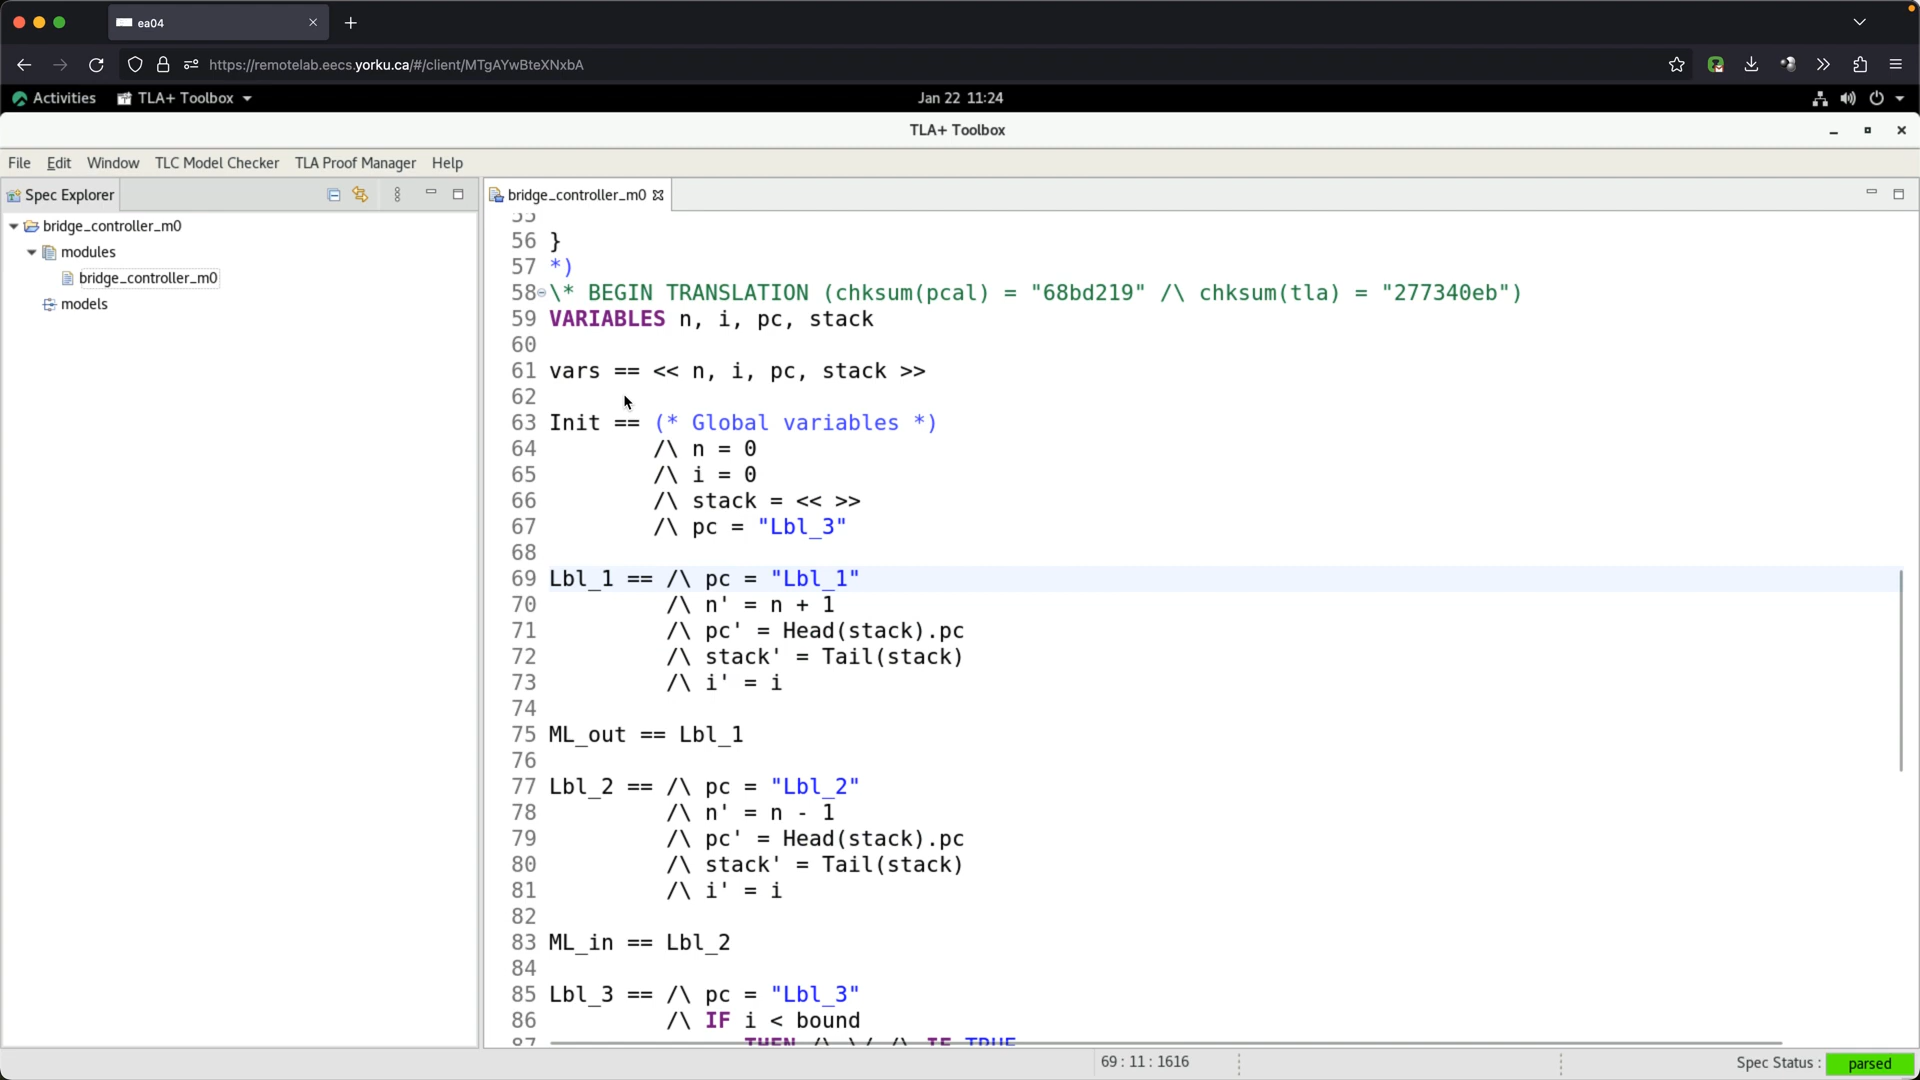 ea04
https://remotelab.eecs.yorku.ca/#/client/MTgAYwBteXNxbA
Activities TLA+ Toolbox Jan 22 11:24
TLA+ Toolbox
File Edit Window TLC Model Checker TLA Proof Manager Help
Spec Explorer
bridge_controller_m0
modules
bridge_controller_m0
models
bridge_controller_m0
55
56 }
57 *)
58 \* BEGIN TRANSLATION (chksum(pcal) = "68bd219" /\ chksum(tla) = "277340eb")
59 VARIABLES n, i, pc, stack
60
61 vars == << n, i, pc, stack >>
62
63 Init == (* Global variables *)
64 /\ n = 0
65 /\ i = 0
66 /\ stack = << >>
67 /\ pc = "Lbl_3"
68
69 Lbl_1 == /\ pc = "Lbl_1"
70 /\ n' = n + 1
71 /\ pc' = Head(stack).pc
72 /\ stack' = Tail(stack)
73 /\ i' = i
74
75 ML_out == Lbl_1
76
77 Lbl_2 == /\ pc = "Lbl_2"
78 /\ n' = n - 1
79 /\ pc' = Head(stack).pc
80 /\ stack' = Tail(stack)
81 /\ i' = i
82
83 ML_in == Lbl_2
84
85 Lbl_3 == /\ pc = "Lbl_3"
86 /\ IF i < bound
87 THEN /\ \/ /\ IF TRUE
69 : 11 : 1616 Spec Status : parsed